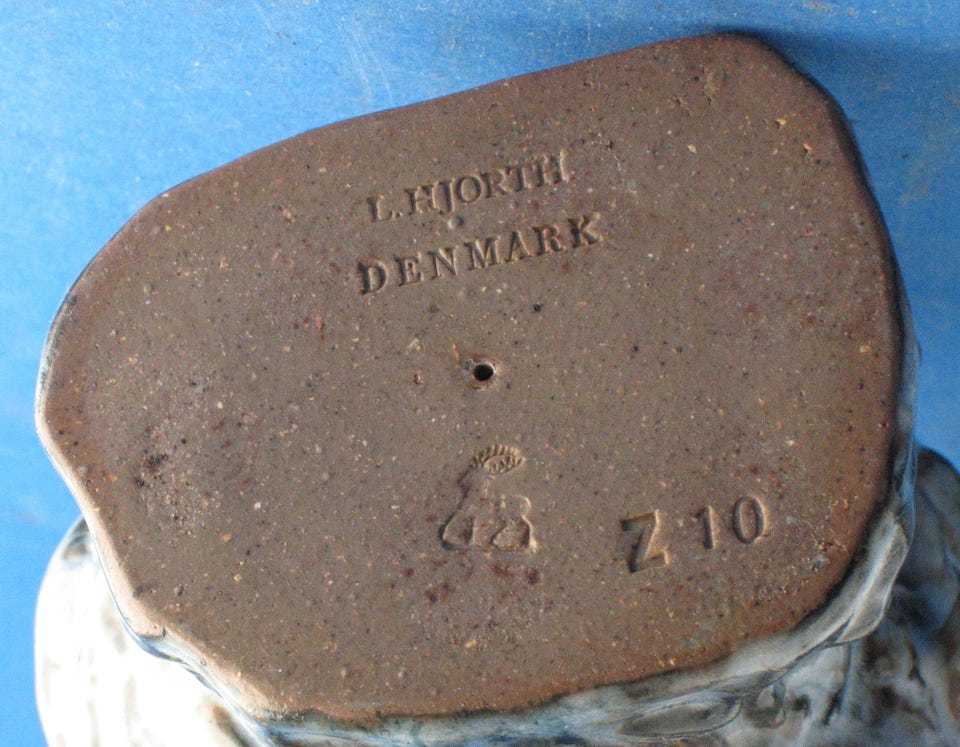 L. HJORTH
DENMARK
Z 10